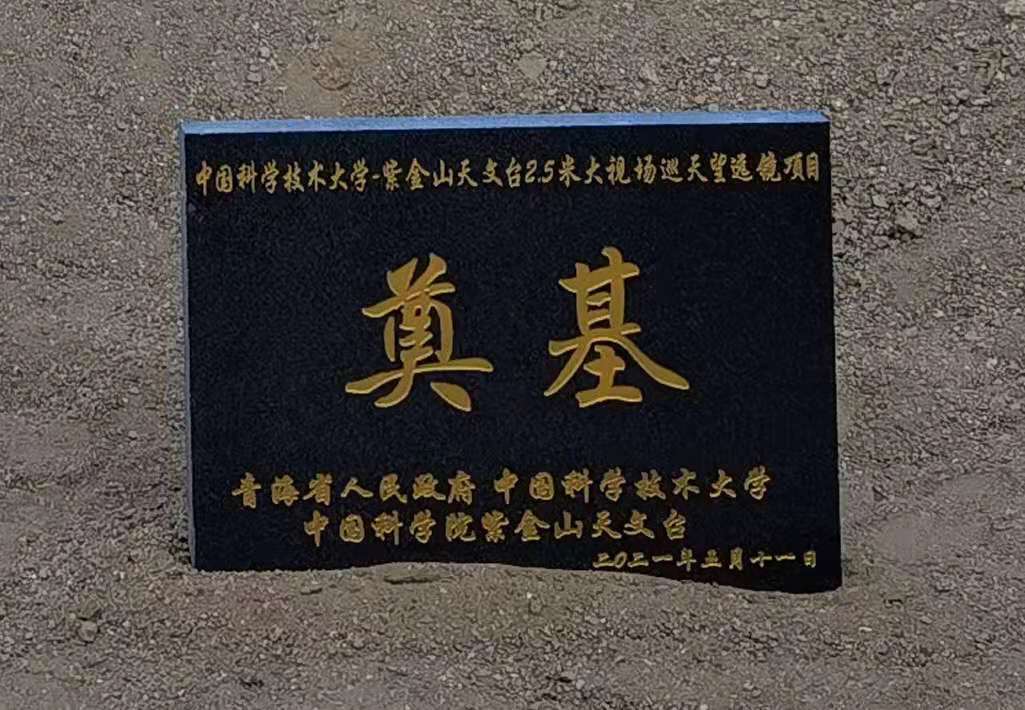 中国科学技术大学-紫金山天文台2.5米大视场巡天望远镜项目
奠基
青海省人民政府 中国科学技术大学
中国科学院紫金山天文台
二〇二一年五月十一日